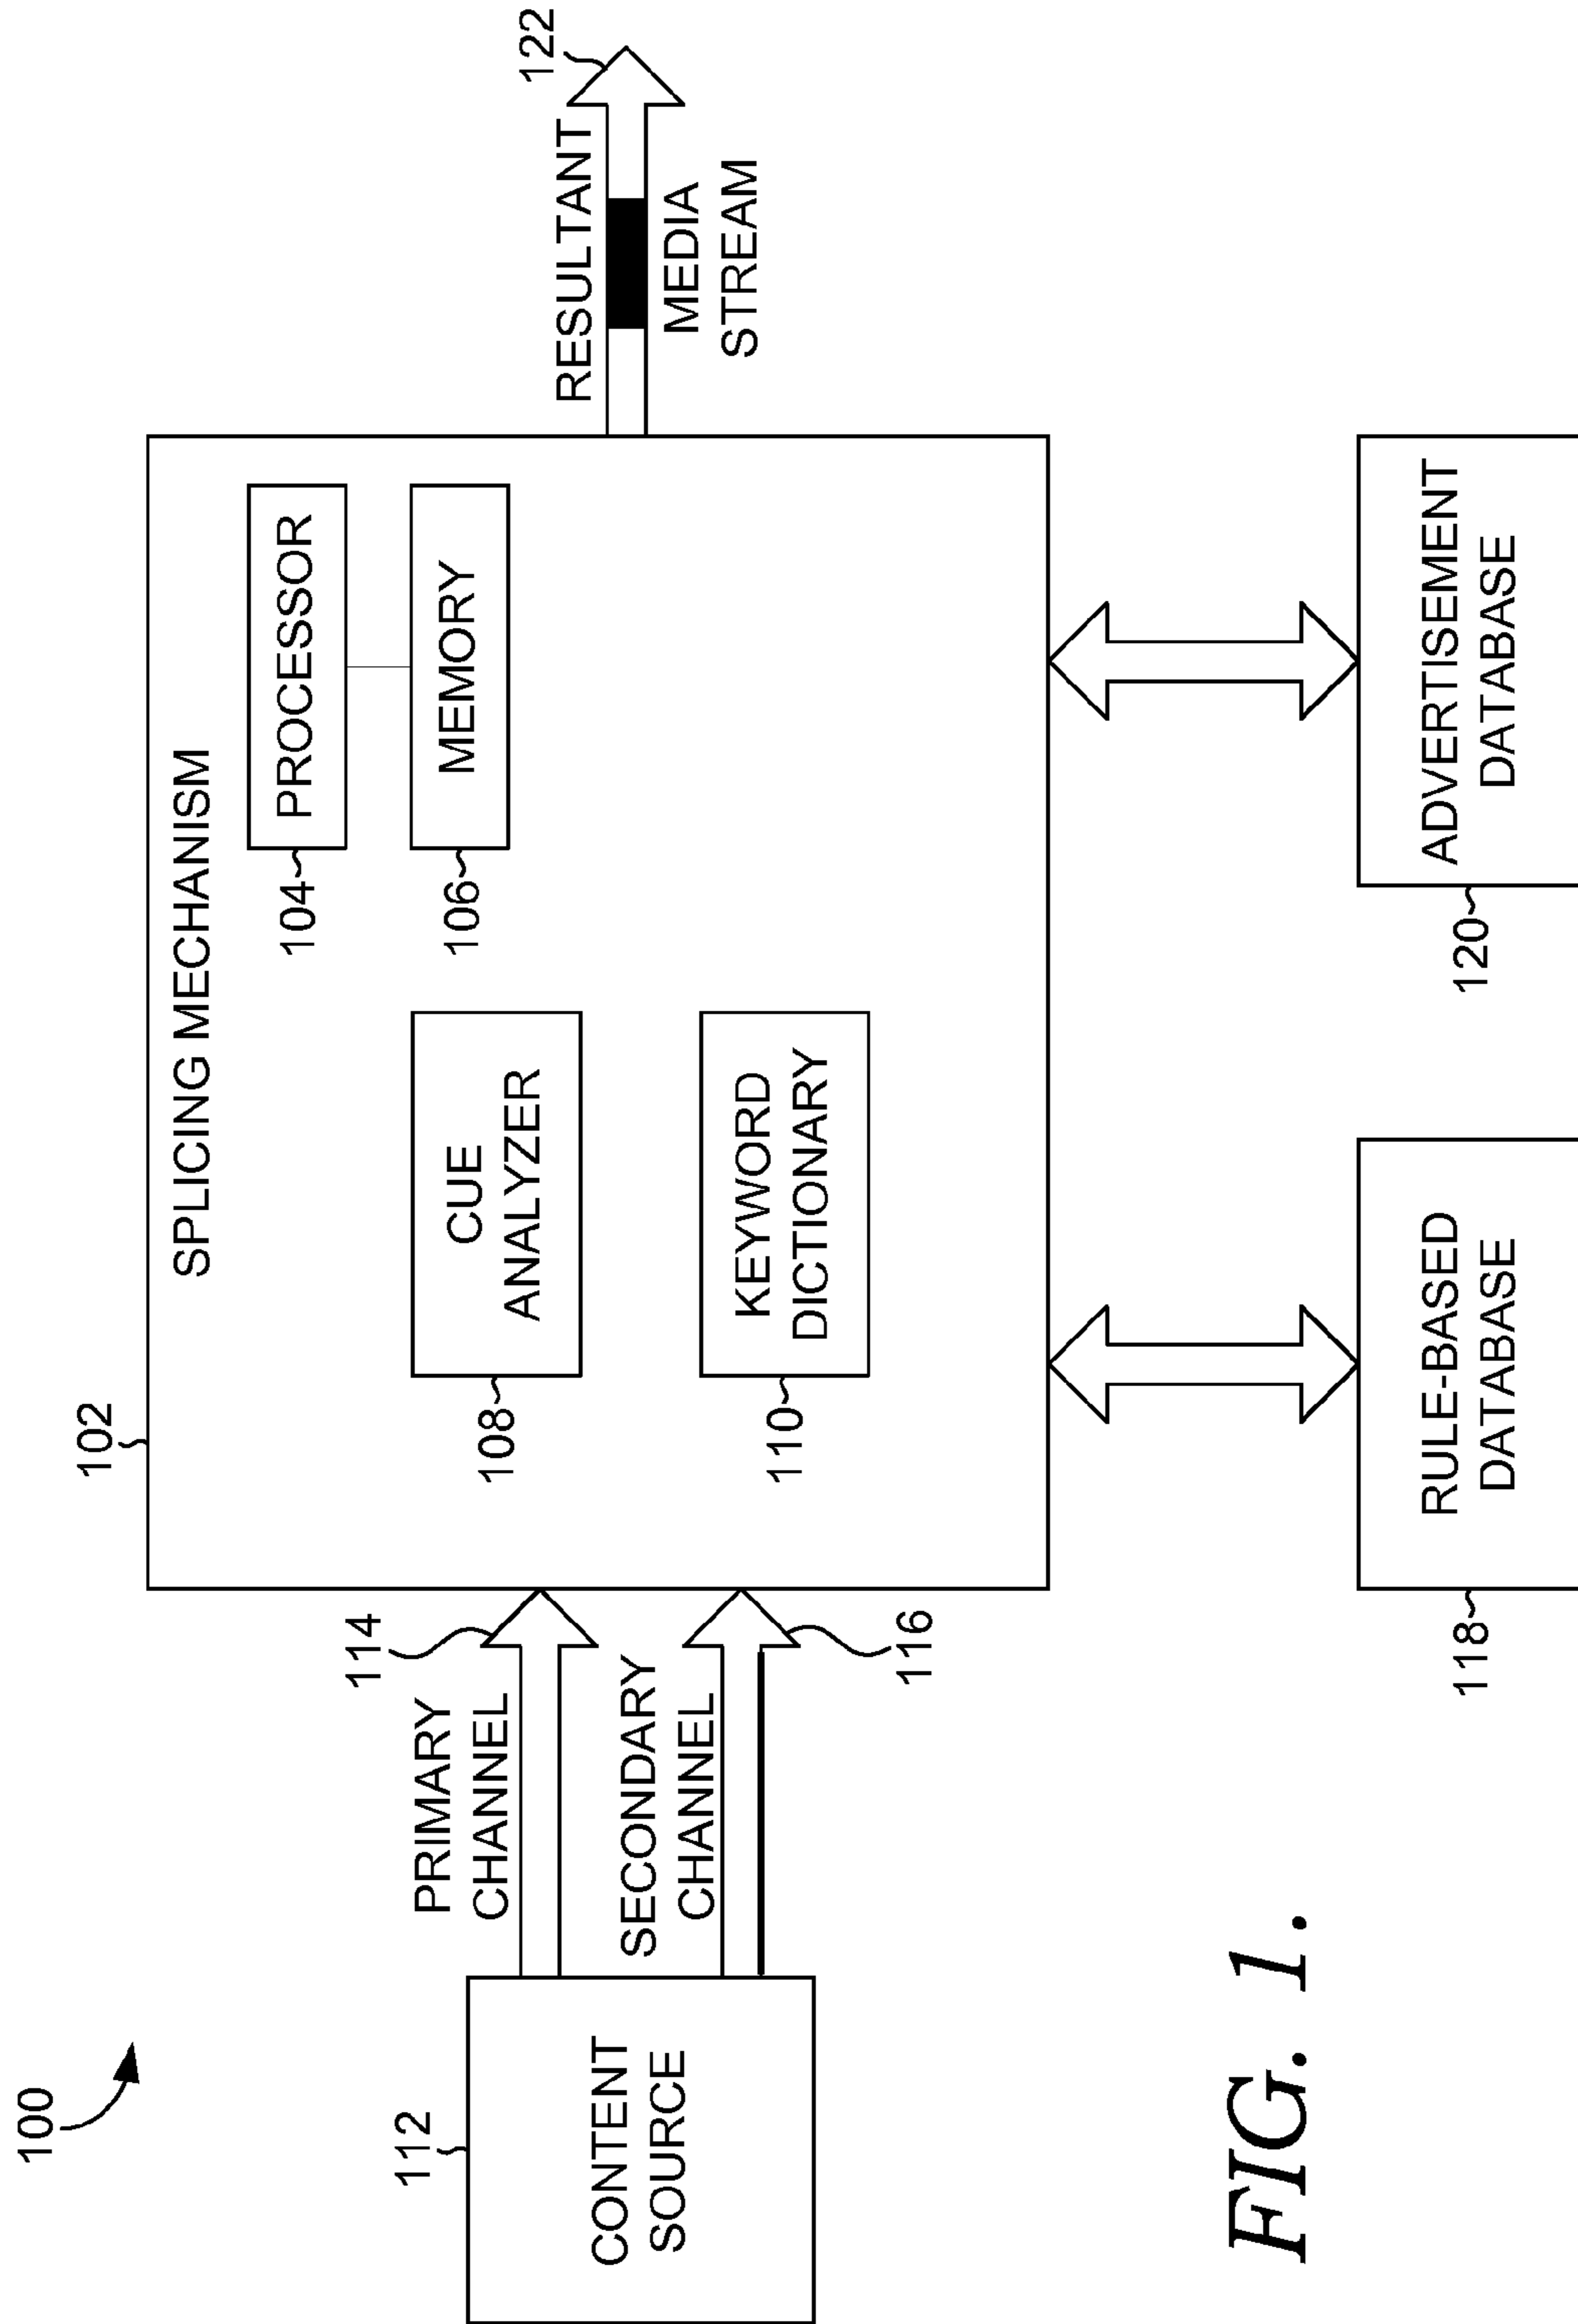 100
102
SPLICING MECHANISM
PROCESSOR
104
MEMORY
106
CUE
ANALYZER
108
KEYWORD
DICTIONARY
110
112
CONTENT
SOURCE
PRIMARY
CHANNEL
114
SECONDARY
CHANNEL
116
RESULTANT
MEDIA
STREAM
122
RULE-BASED
DATABASE
118
ADVERTISEMENT
DATABASE
120
FIG. 1.